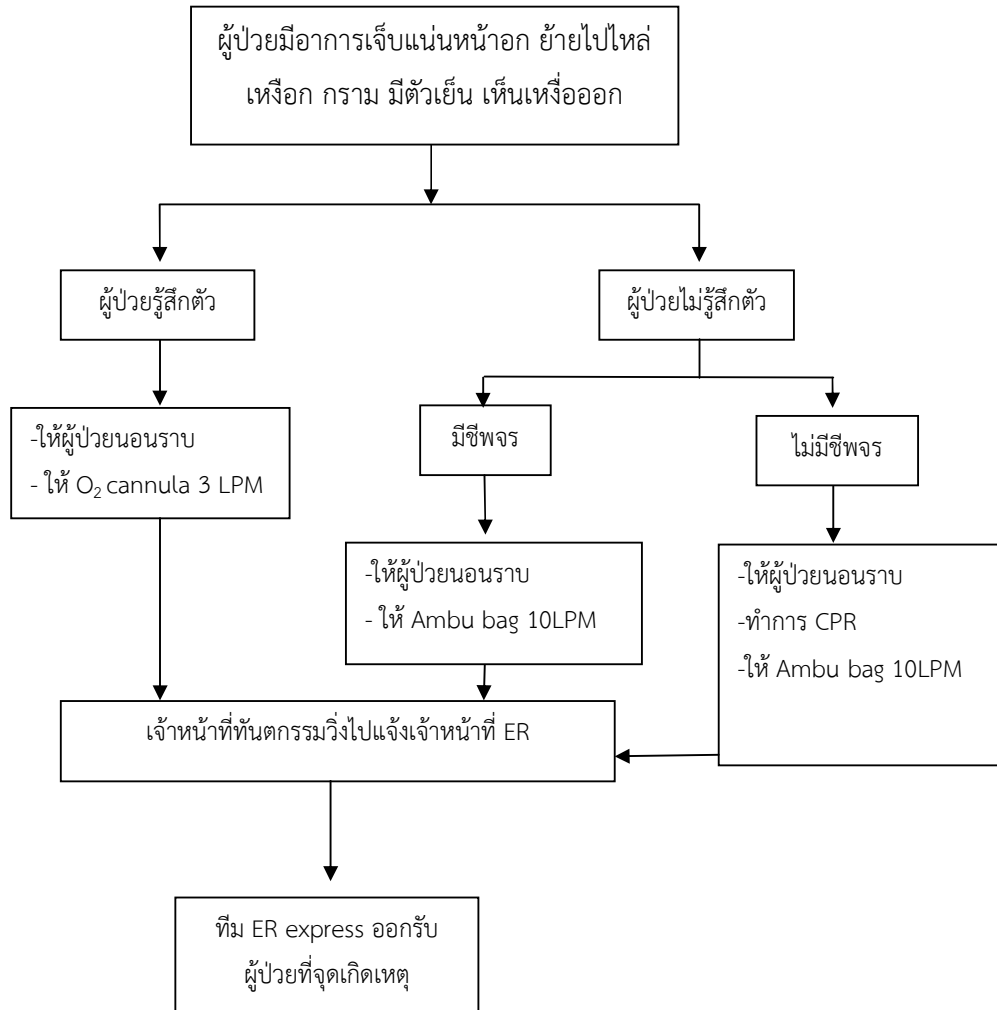 ผู้ป่วยมีอาการเจ็บแน่นหน้าอก ย้ายไปไหล่
เหงือก กราม มีตัวเย็น เห็นเหงื่อออก
ผู้ป่วยรู้สึกตัว
ผู้ป่วยไม่รู้สึกตัว
-ให้ผู้ป่วยนอนราบ
- ให้ O₂ cannula 3 LPM
มีชีพจร
ไม่มีชีพจร
-ให้ผู้ป่วยนอนราบ
- ให้ Ambu bag 10LPM
-ให้ผู้ป่วยนอนราบ
-ทำการ CPR
-ให้ Ambu bag 10LPM
เจ้าหน้าที่ทันตกรรมวิ่งไปแจ้งเจ้าหน้าที่ ER
ทีม ER express ออกรับ
ผู้ป่วยที่จุดเกิดเหตุ